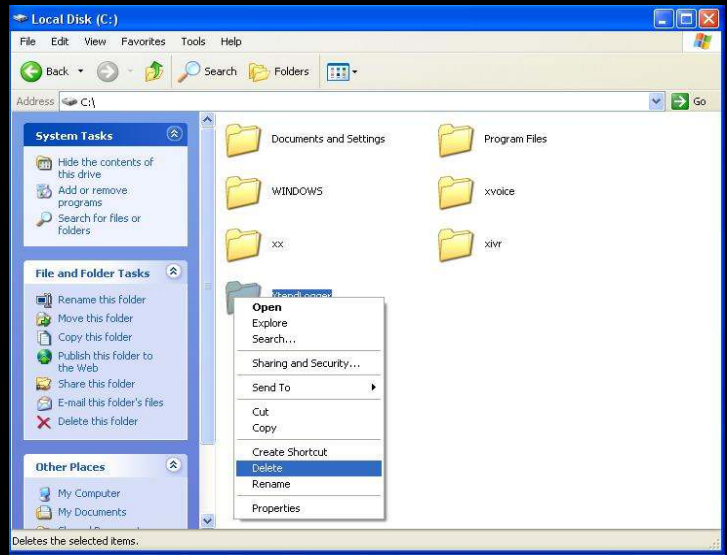 Local Disk (C:)
File Edit View Favorites Tools Help
Back Search Folders
Address C:\ Go
System Tasks
Hide the contents of
this drive
Add or remove
programs
Search for files or
folders
File and Folder Tasks
Rename this folder
Move this folder
Copy this folder
Publish this folder to
the Web
Share this folder
E-mail this folder's files
Delete this folder
Other Places
My Computer
My Documents
Documents and Settings
Program Files
WINDOWS
xvoice
xx
xivr
Open
Explore
Search...
Sharing and Security...
Send To
Cut
Copy
Create Shortcut
Delete
Rename
Properties
Deletes the selected items.